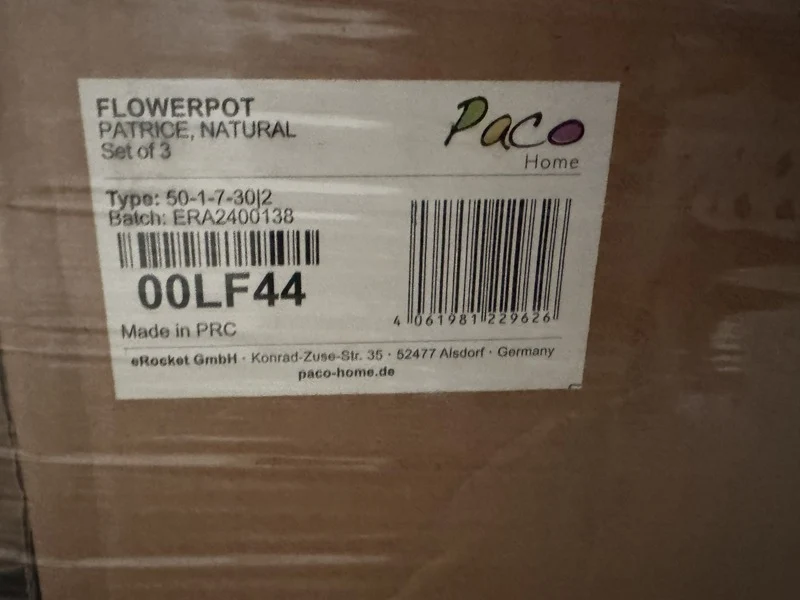 FLOWERPOT
PATRICE, NATURAL
Set of 3
Paco
Home
Type: 50-1-7-30|2
Batch: ERA2400138
00LF44
4 061981 229626
Made in PRC
eRocket GmbH · Konrad-Zuse-Str. 35 · 52477 Alsdorf · Germany
paco-home.de